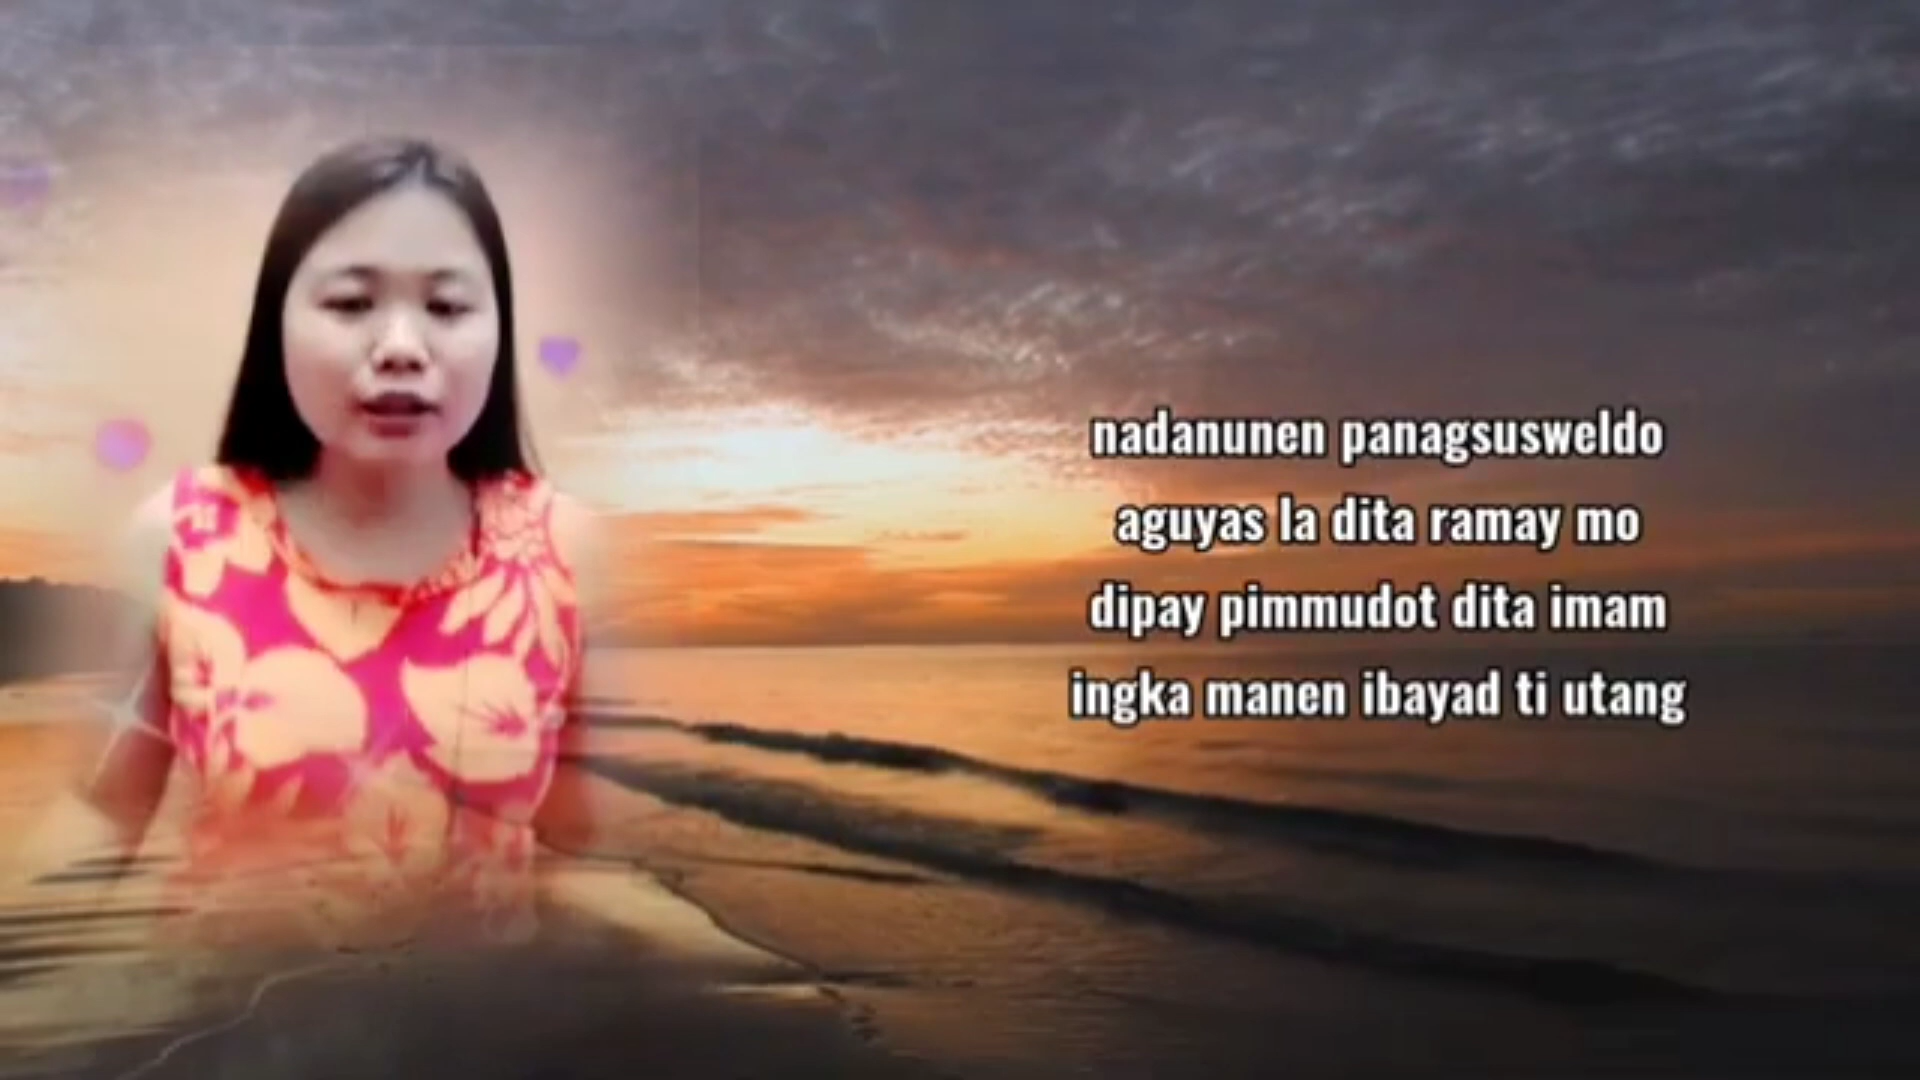 nadanunen panagsusweldo
aguyas la dita ramay mo
dipay pimmudot dita imam
ingka manen ibayad ti utang